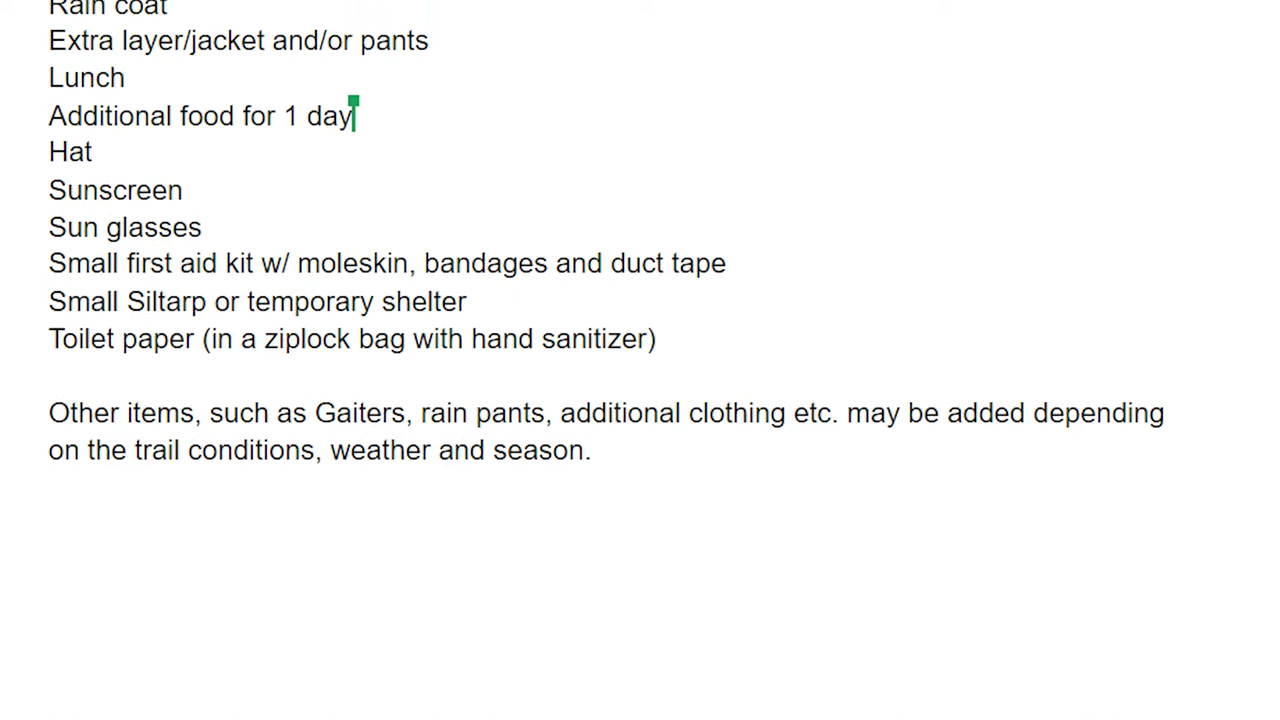 Rain coat
Extra layer/jacket and/or pants
Lunch
Additional food for 1 day
Hat
Sunscreen
Sun glasses
Small first aid kit w/ moleskin, bandages and duct tape
Small Siltarp or temporary shelter
Toilet paper (in a ziplock bag with hand sanitizer)
Other items, such as Gaiters, rain pants, additional clothing etc. may be added depending
on the trail conditions, weather and season.